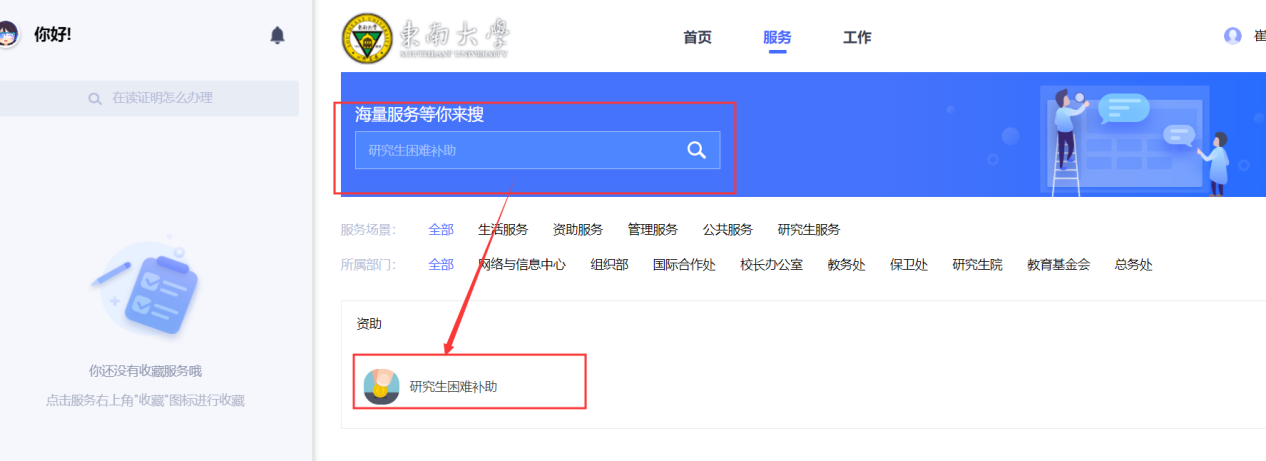 你好!
在读证明怎么办理
你还没有收藏服务哦
点击服务右上角"收藏"图标进行收藏
東南大學
SOUTHEAST UNIVERSITY
首页 服务 工作 崔
海量服务等你来搜
研究生困难补助
服务场景: 全部 生活服务 资助服务 管理服务 公共服务 研究生服务
所属部门: 全部 网络与信息中心 组织部 国际合作处 校长办公室 教务处 保卫处 研究生院 教育基金会 总务处
资助
研究生困难补助